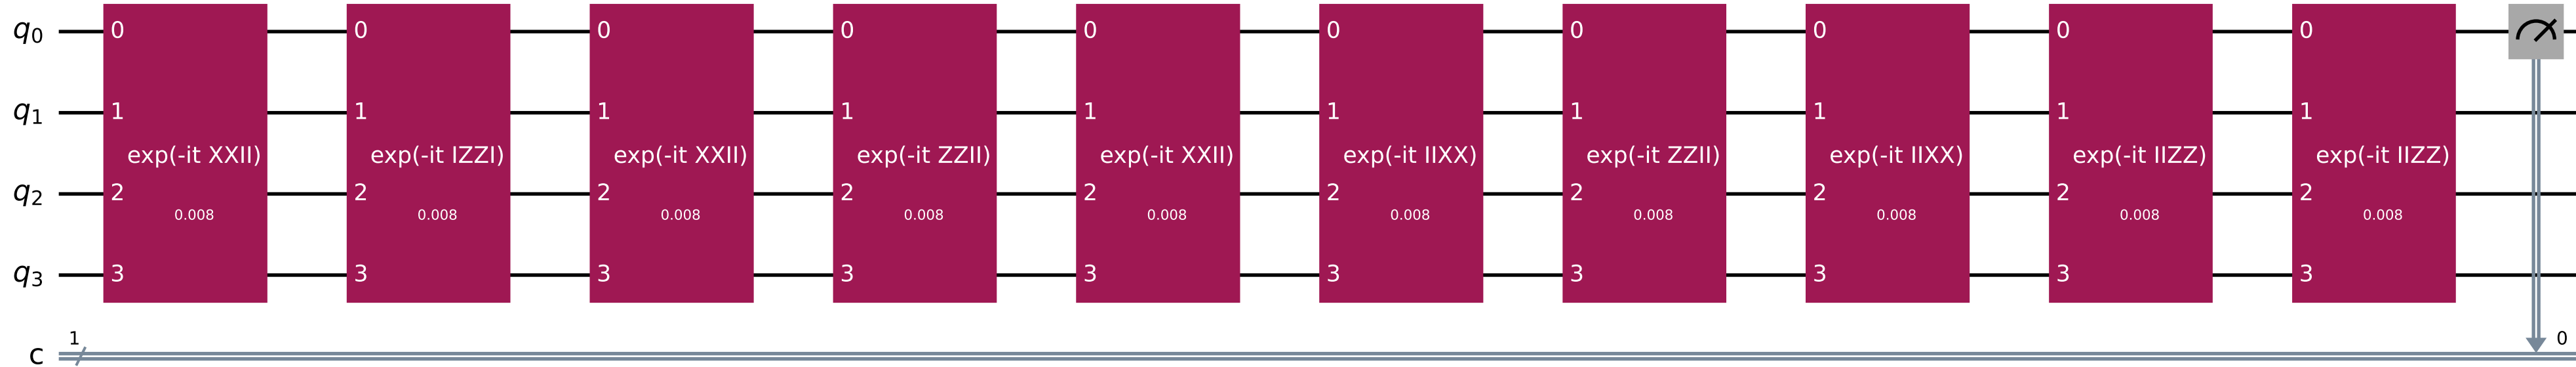 q0 0 0 0 0 0 0 0 0 0 0
q1 1 1 1 1 1 1 1 1 1 1
exp(-it XXII) exp(-it IZZI) exp(-it XXII) exp(-it ZZII) exp(-it XXII) exp(-it IIXX) exp(-it ZZII) exp(-it IIXX) exp(-it IIZZ) exp(-it IIZZ)
q2 2 2 2 2 2 2 2 2 2 2
0.008 0.008 0.008 0.008 0.008 0.008 0.008 0.008 0.008 0.008
q3 3 3 3 3 3 3 3 3 3 3
1 0
c